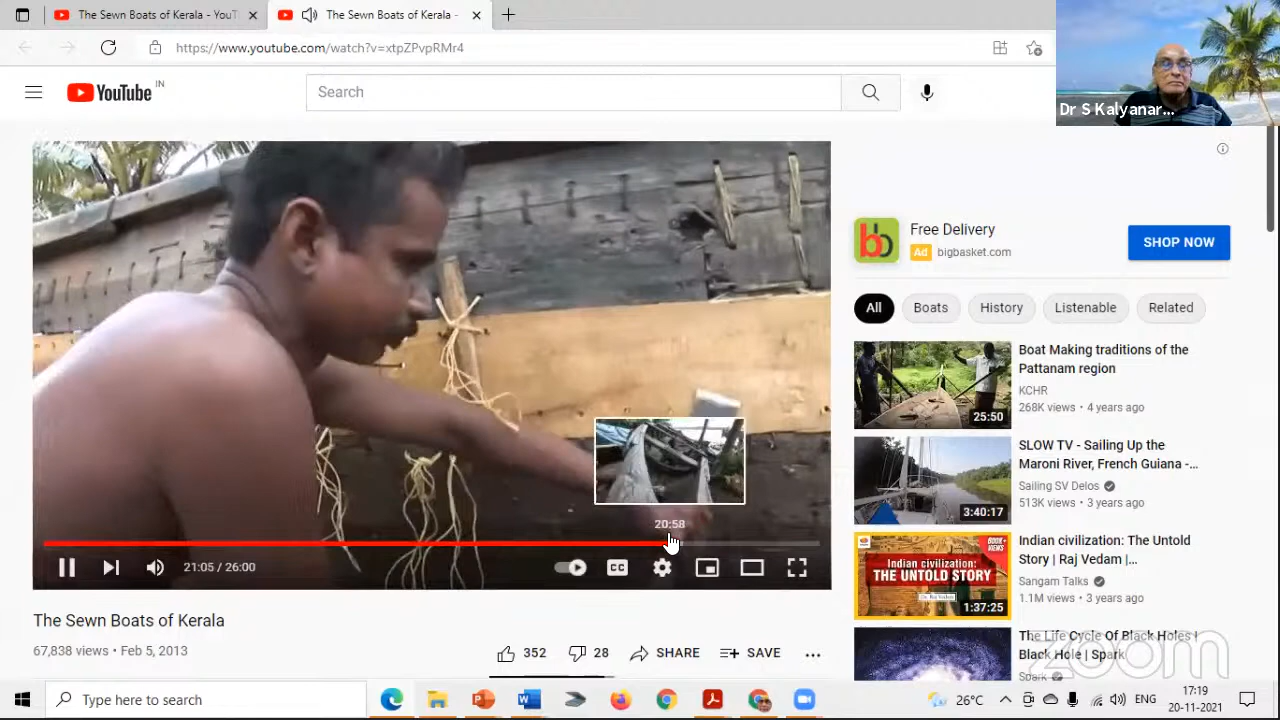 The Sewn Boats of Kerala - YouT
The Sewn Boats of Kerala -
https://www.youtube.com/watch?v=xtpZPvpRMr4
YouTube IN
Search
Dr S Kalyanar...
Free Delivery
Ad bigbasket.com
SHOP NOW
bb
All Boats History Listenable Related
Boat Making traditions of the
Pattanam region
KCHR
268K views • 4 years ago
25:50
SLOW TV - Sailing Up the
Maroni River, French Guiana -...
Sailing SV Delos
513K views • 3 years ago
3:40:17
Indian civilization: The Untold
Story | Raj Vedam |...
Sangam Talks
1.1M views • 3 years ago
BOOK+
VIEWS
Indian civilization:
THE UNTOLD
STORY
1:37:25
The Life Cycle Of Black Holes |
Black Hole | Spark
Spark
20:58
21:05 / 26:00
CC
The Sewn Boats of Kerala
67,838 views • Feb 5, 2013
352 28 SHARE SAVE ...
zoom
Type here to search
26°C ENG 17:19
20-11-2021